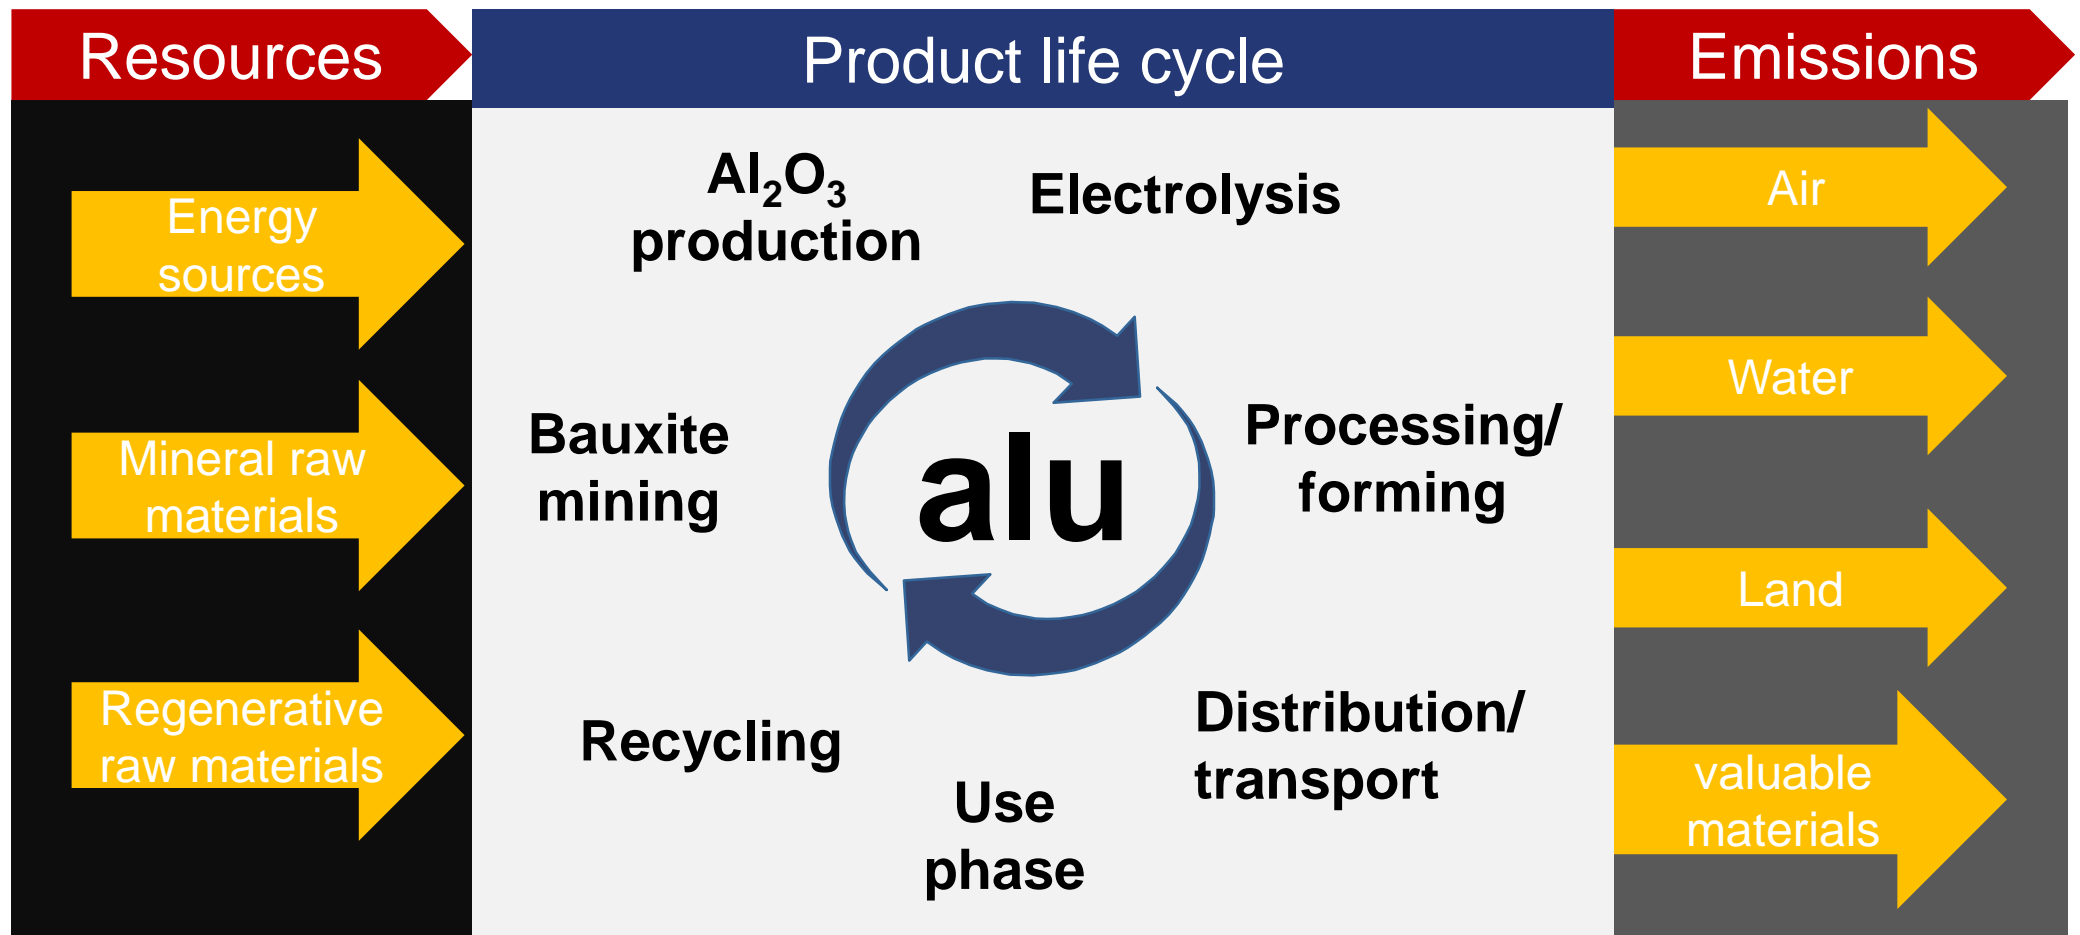 Resources
Product life cycle
Emissions
Energy
sources
Mineral raw
materials
Regenerative
raw materials
Al₂O₃
production
Electrolysis
Bauxite
mining
alu
Processing/
forming
Recycling
Use
phase
Distribution/
transport
Air
Water
Land
valuable
materials